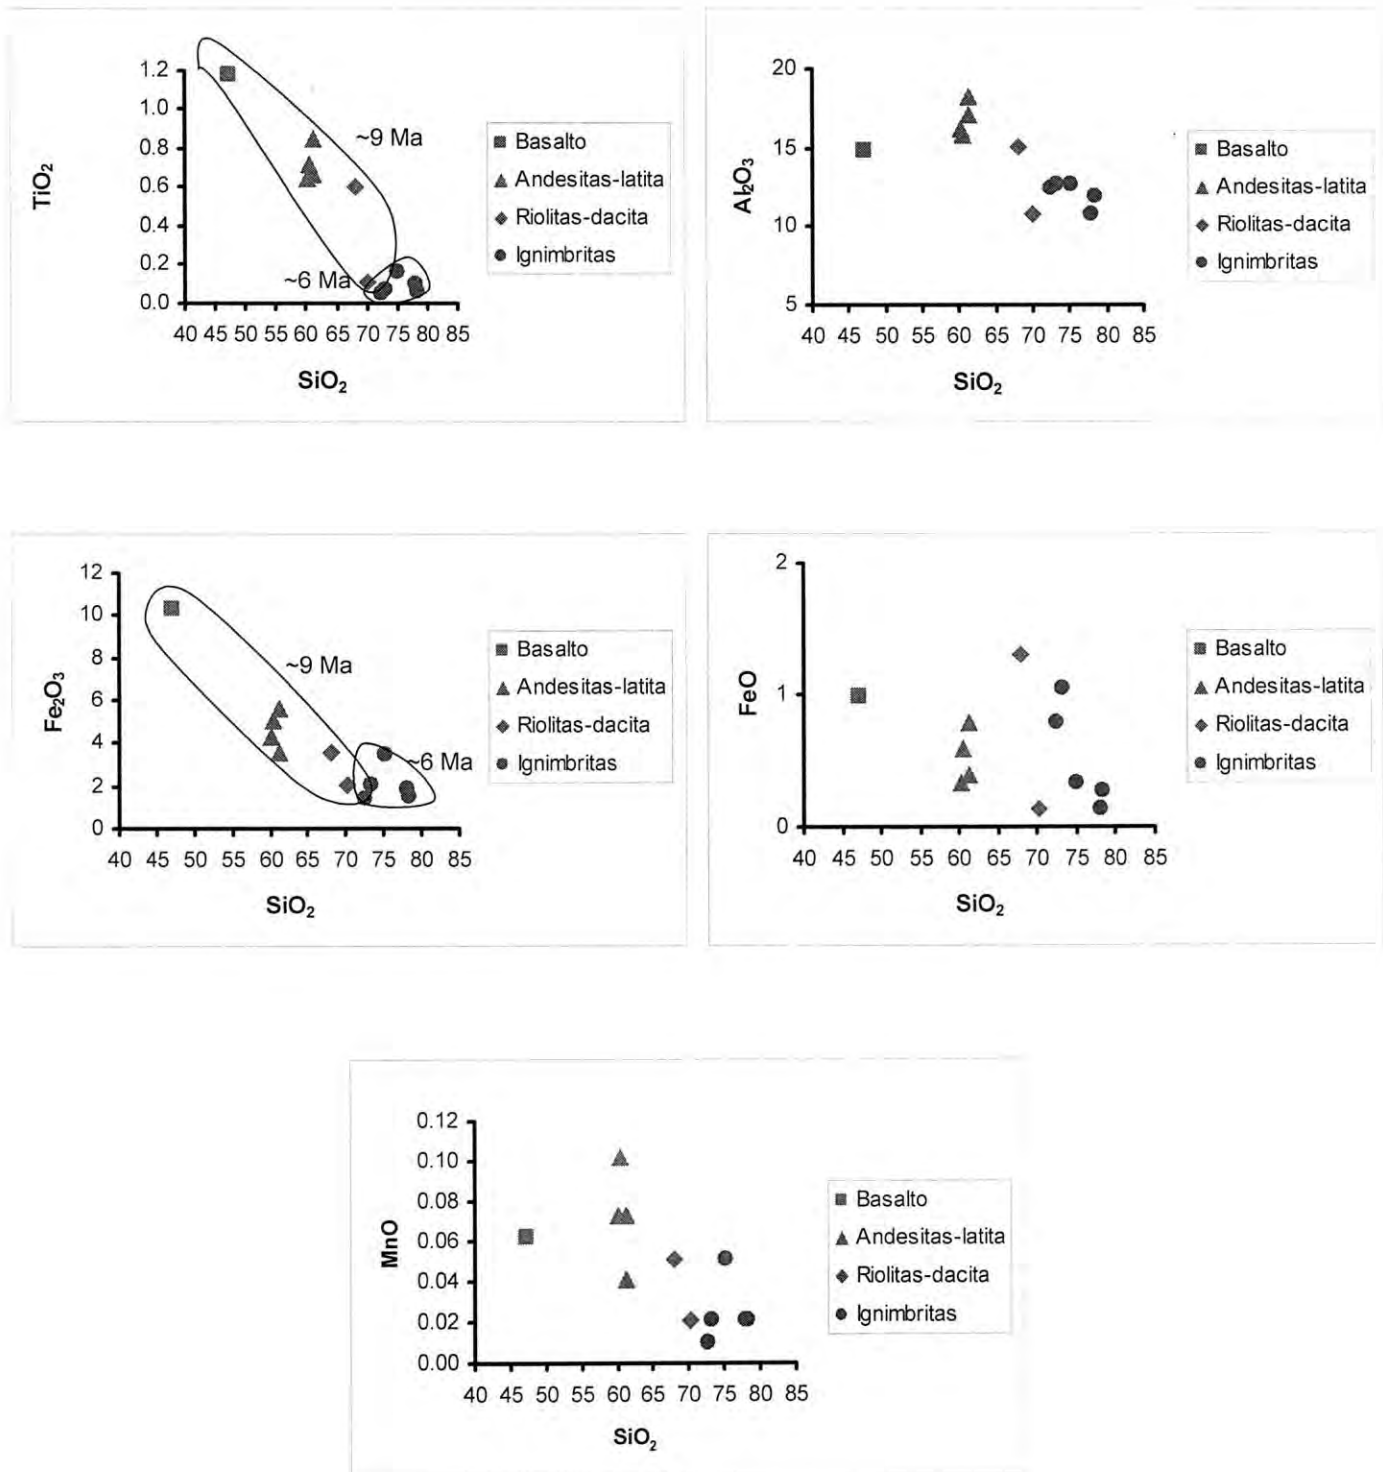 TiO₂
1.2
1.0
0.8
0.6
0.4
0.2
0.0
~9 Ma
~6 Ma
40 45 50 55 60 65 70 75 80 85
SiO₂
Basalto
Andesitas-latita
Riolitas-dacita
Ignimbritas
Al₂O₃
20
15
10
5
40 45 50 55 60 65 70 75 80 85
SiO₂
Basalto
Andesitas-latita
Riolitas-dacita
Ignimbritas
Fe₂O₃
12
10
8
6
4
2
0
~9 Ma
~6 Ma
40 45 50 55 60 65 70 75 80 85
SiO₂
Basalto
Andesitas-latita
Riolitas-dacita
Ignimbritas
FeO
2
1
0
40 45 50 55 60 65 70 75 80 85
SiO₂
Basalto
Andesitas-latita
Riolitas-dacita
Ignimbritas
MnO
0.12
0.10
0.08
0.06
0.04
0.02
0.00
40 45 50 55 60 65 70 75 80 85
SiO₂
Basalto
Andesitas-latita
Riolitas-dacita
Ignimbritas